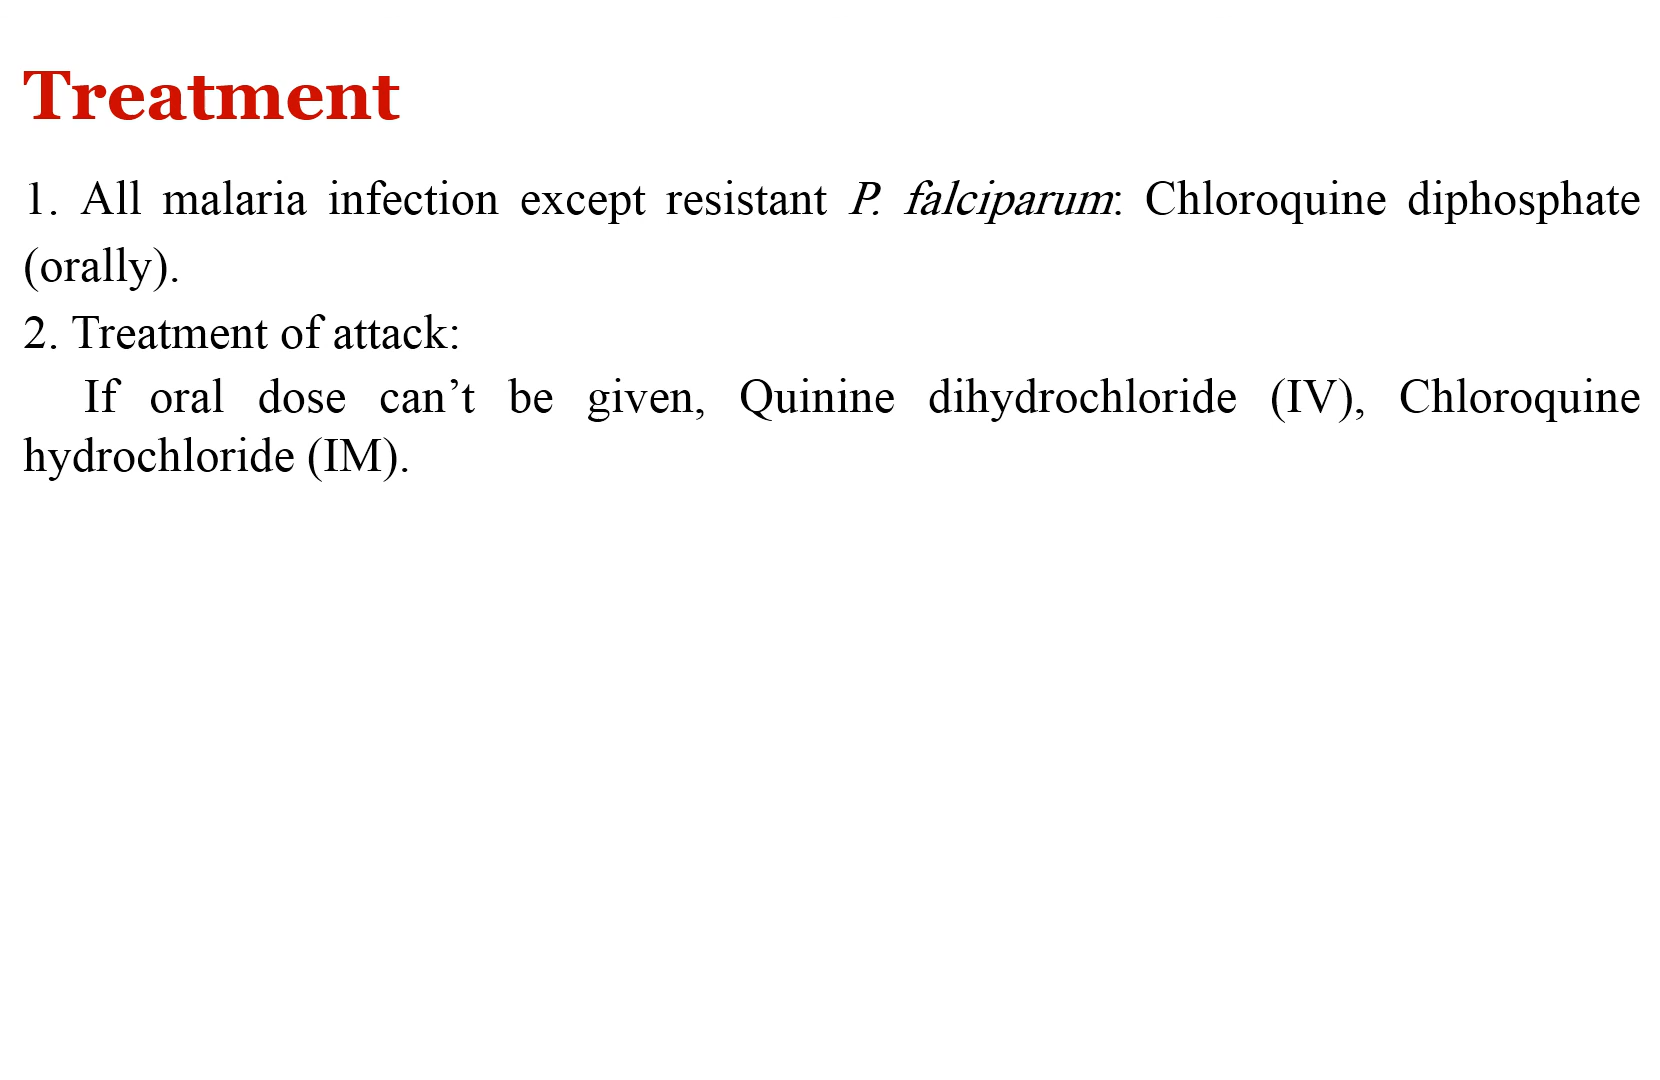 Treatment
1. All malaria infection except resistant P. falciparum: Chloroquine diphosphate
(orally).
2. Treatment of attack:
If oral dose can’t be given, Quinine dihydrochloride (IV), Chloroquine
hydrochloride (IM).